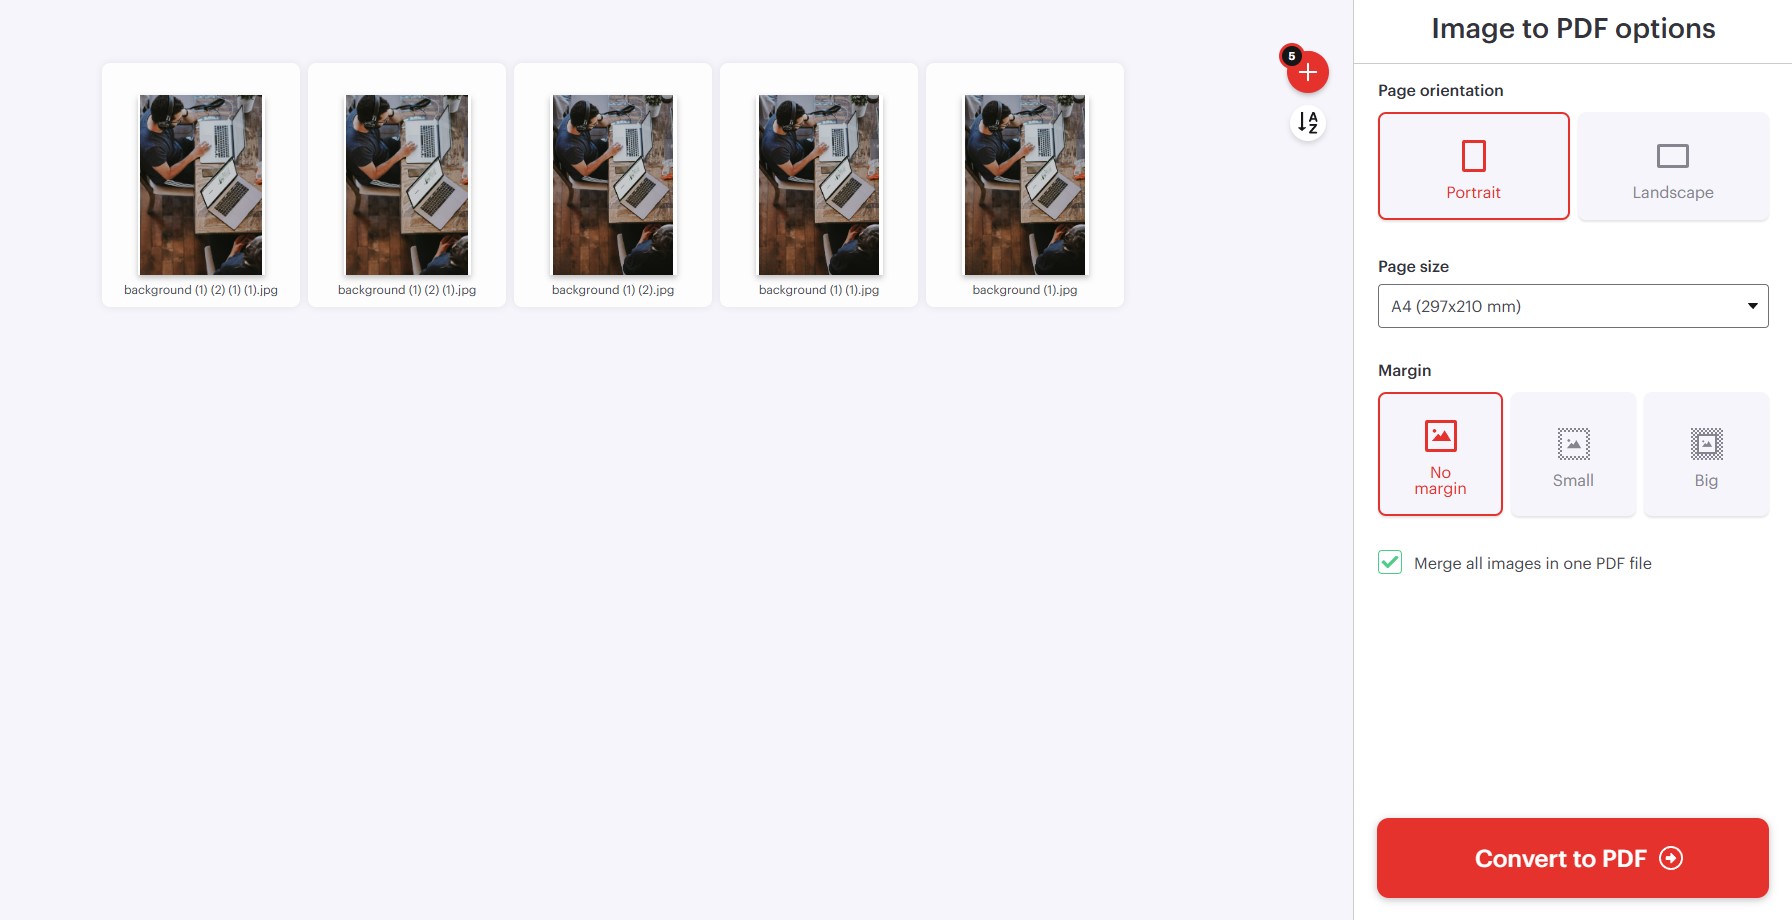 Image to PDF options
5
A
Z
Page orientation
Portrait
Landscape
Page size
A4 (297x210 mm)
Margin
No
margin
Small
Big
Merge all images in one PDF file
Convert to PDF
background (1) (2) (1) (1).jpg
background (1) (2) (1).jpg
background (1) (2).jpg
background (1) (1).jpg
background (1).jpg